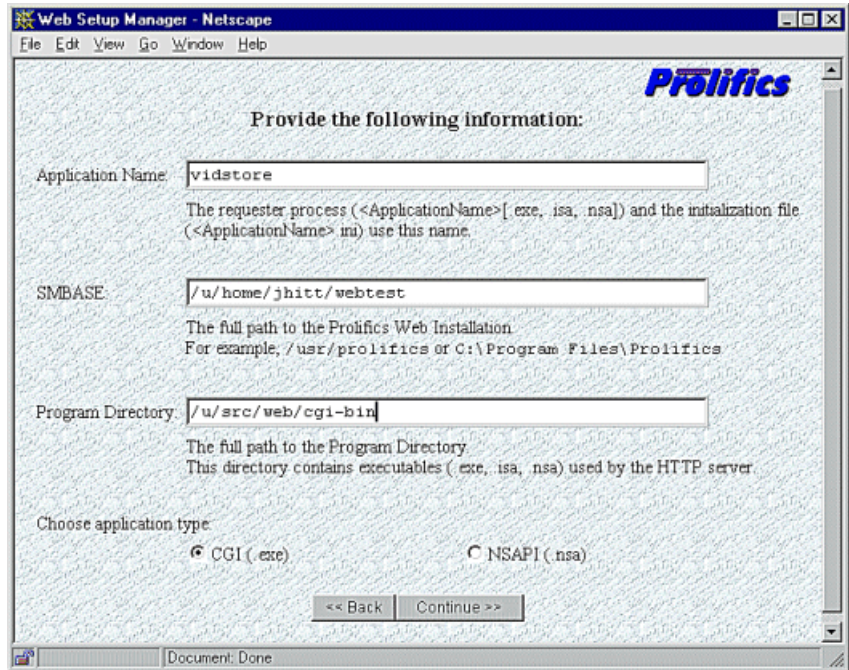 Web Setup Manager - Netscape
File Edit View Go Window Help
Prolifics
Provide the following information:
Application Name: vidstore
The requester process (<ApplicationName>[.exe, .isa, .nsa]) and the initialization file
(<ApplicationName>.ini) use this name.
SMBASE: /u/home/jhitt/webtest
The full path to the Prolifics Web Installation.
For example, /usr/prolifics or C:\Program Files\Prolifics
Program Directory: /u/src/web/cgi-bin
The full path to the Program Directory.
This directory contains executables (.exe, .isa, .nsa) used by the HTTP server.
Choose application type:
CGI (.exe) NSAPI (.nsa)
<< Back Continue >>
Document: Done